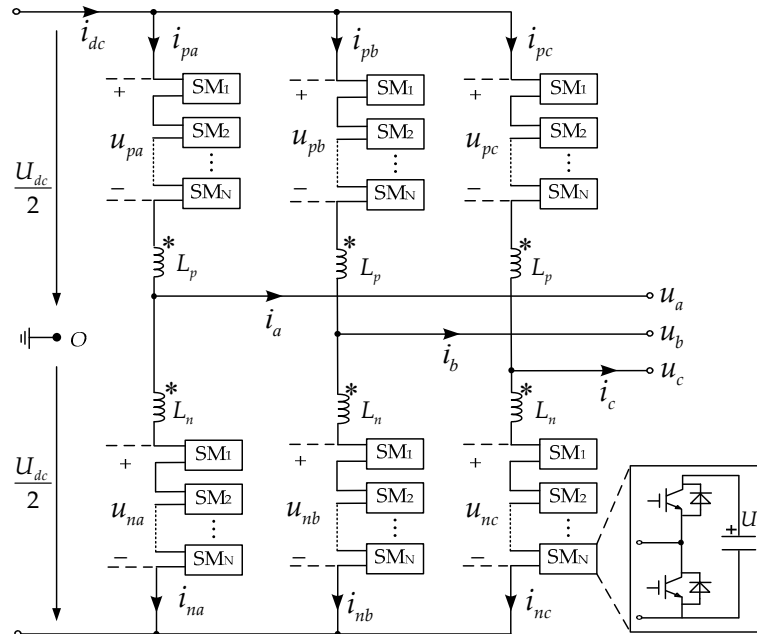 i_dc i_pa i_pb i_pc
+ SM1 + SM1 + SM1
u_pa SM2 u_pb SM2 u_pc SM2
− SMN − SMN − SMN
U_dc/2
* L_p * L_p * L_p
i_a u_a
O i_b u_b
i_c u_c
* L_n * L_n * L_n
U_dc/2
+ SM1 + SM1 + SM1
u_na SM2 u_nb SM2 u_nc SM2
− SMN − SMN − SMN
+ U
i_na i_nb i_nc